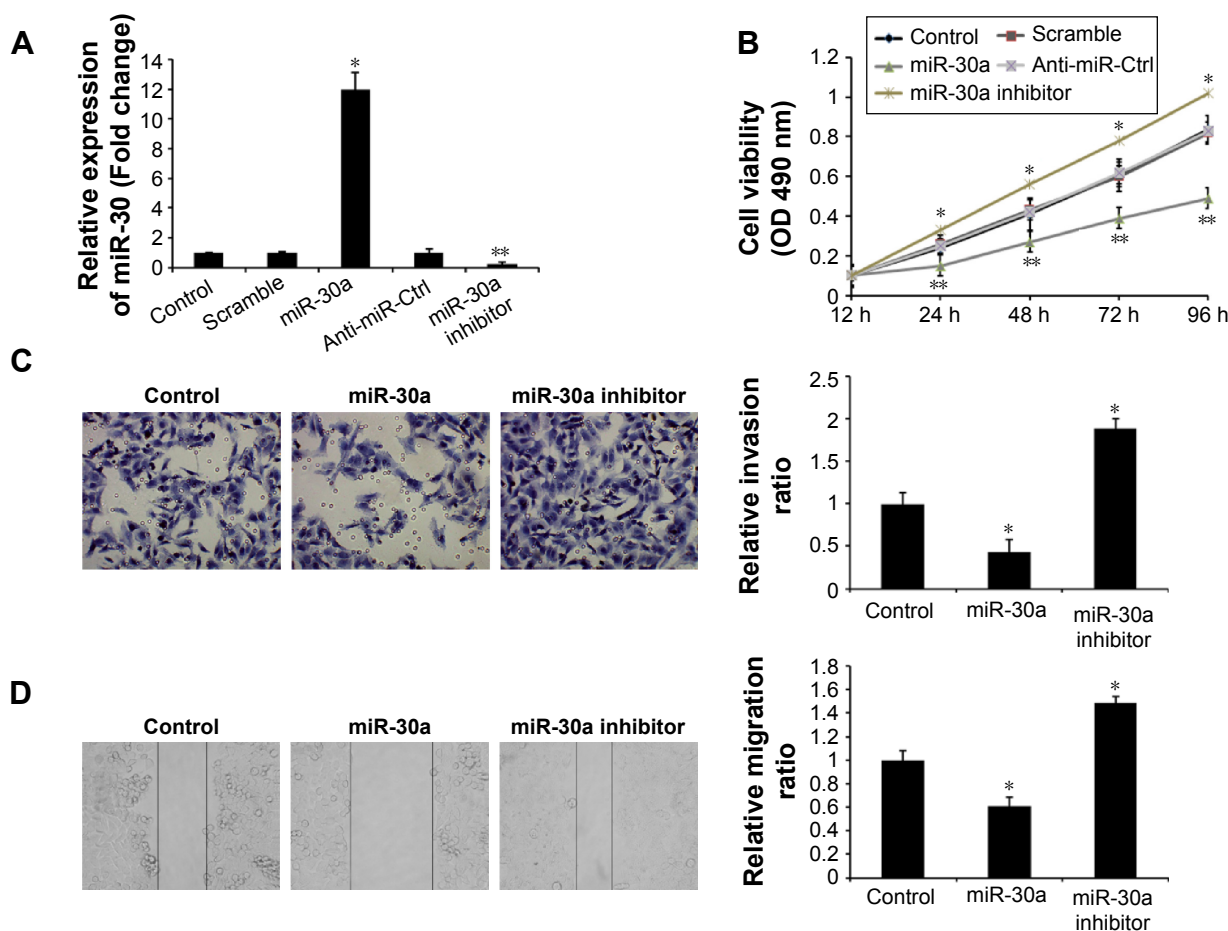 A
Relative expression
of miR-30 (Fold change)
16
14
12
10
8
6
4
2
0
*
**
Control
Scramble
miR-30a
Anti-miR-Ctrl
miR-30a
inhibitor
B
Control
Scramble
miR-30a
Anti-miR-Ctrl
miR-30a inhibitor
Cell viability
(OD 490 nm)
1.2
1
0.8
0.6
0.4
0.2
0
*
*
*
*
**
**
**
**
12 h
24 h
48 h
72 h
96 h
C
Control
miR-30a
miR-30a inhibitor
Relative invasion
ratio
2.5
2
1.5
1
0.5
0
*
*
Control
miR-30a
miR-30a
inhibitor
D
Control
miR-30a
miR-30a inhibitor
Relative migration
ratio
1.8
1.6
1.4
1.2
1
0.8
0.6
0.4
0.2
0
*
*
Control
miR-30a
miR-30a
inhibitor